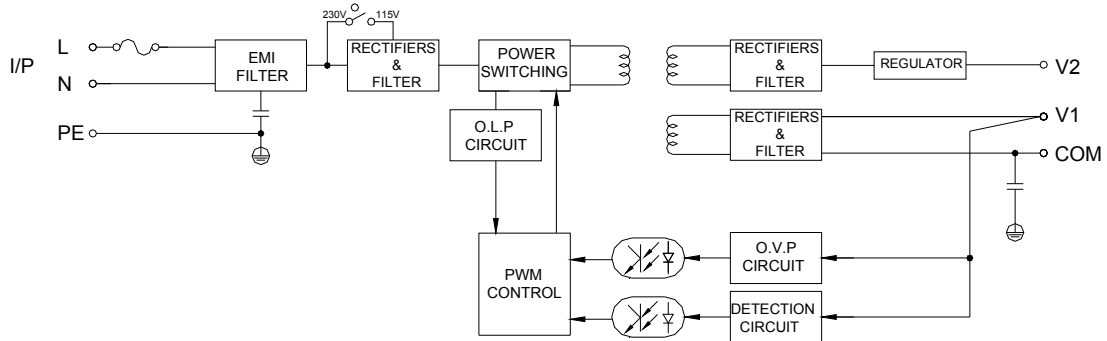 230V
115V
I/P
L
N
PE
EMI
FILTER
RECTIFIERS
&
FILTER
POWER
SWITCHING
O.L.P
CIRCUIT
PWM
CONTROL
RECTIFIERS
&
FILTER
REGULATOR
V2
RECTIFIERS
&
FILTER
V1
COM
O.V.P
CIRCUIT
DETECTION
CIRCUIT